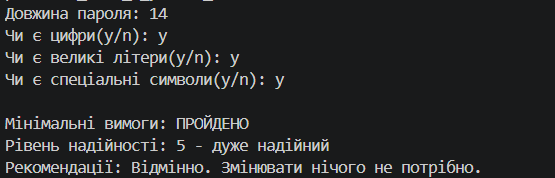 Довжина пароля: 14
Чи є цифри(y/n): y
Чи є великі літери(y/n): y
Чи є спеціальні символи(y/n): y
Мінімальні вимоги: ПРОЙДЕНО
Рівень надійності: 5 - дуже надійний
Рекомендації: Відмінно. Змінювати нічого не потрібно.